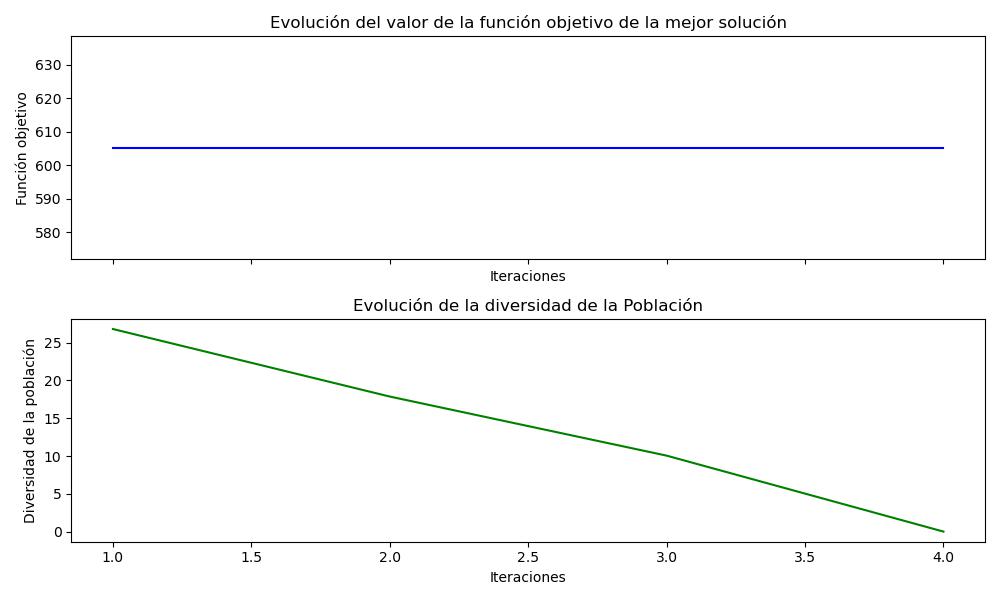 Evolución del valor de la función objetivo de la mejor solución
Función objetivo
630
620
610
600
590
580
Iteraciones
Evolución de la diversidad de la Población
Diversidad de la población
25
20
15
10
5
0
1.0 1.5 2.0 2.5 3.0 3.5 4.0
Iteraciones